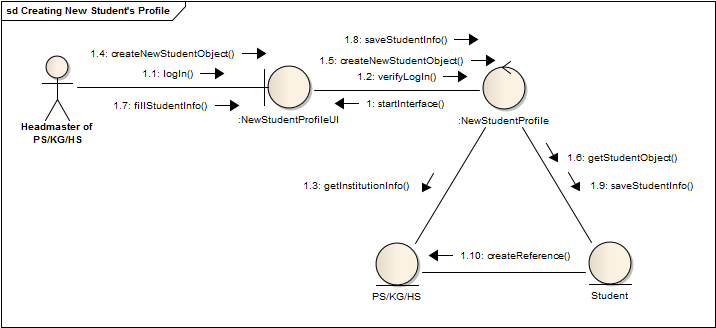 sd Creating New Student's Profile
1.8: saveStudentInfo()
1.4: createNewStudentObject()
1.5: createNewStudentObject()
1.1: logIn()
1.2: verifyLogIn()
1.7: fillStudentInfo()
1: startInterface()
Headmaster of
PS/KG/HS
:NewStudentProfileUI
:NewStudentProfile
1.6: getStudentObject()
1.3: getInstitutionInfo()
1.9: saveStudentInfo()
1.10: createReference()
PS/KG/HS
Student